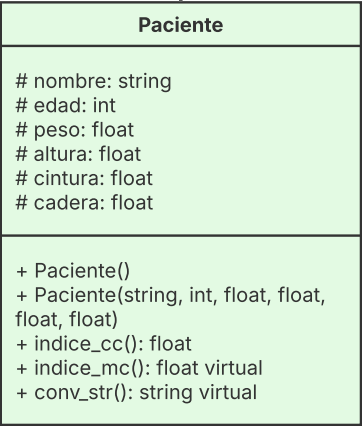 Paciente
# nombre: string
# edad: int
# peso: float
# altura: float
# cintura: float
# cadera: float
+ Paciente()
+ Paciente(string, int, float, float,
float, float)
+ indice_cc(): float
+ indice_mc(): float virtual
+ conv_str(): string virtual